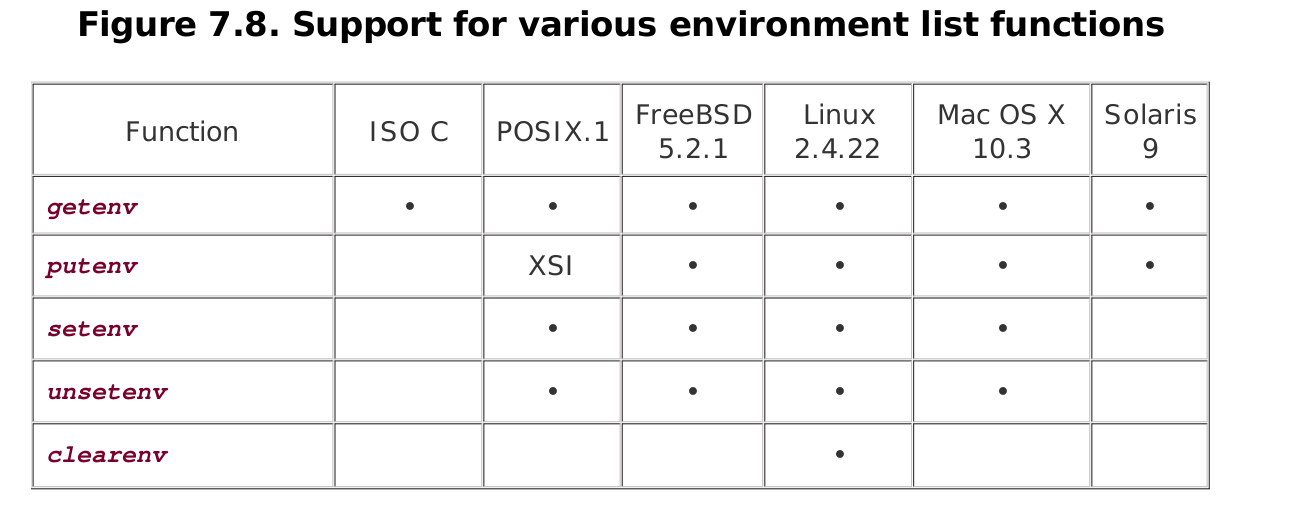 Figure 7.8. Support for various environment list functions
Function ISO C POSIX.1 FreeBSD 5.2.1 Linux 2.4.22 Mac OS X 10.3 Solaris 9
getenv • • • • • •
putenv XSI • • • •
setenv • • • •
unsetenv • • • •
clearenv •